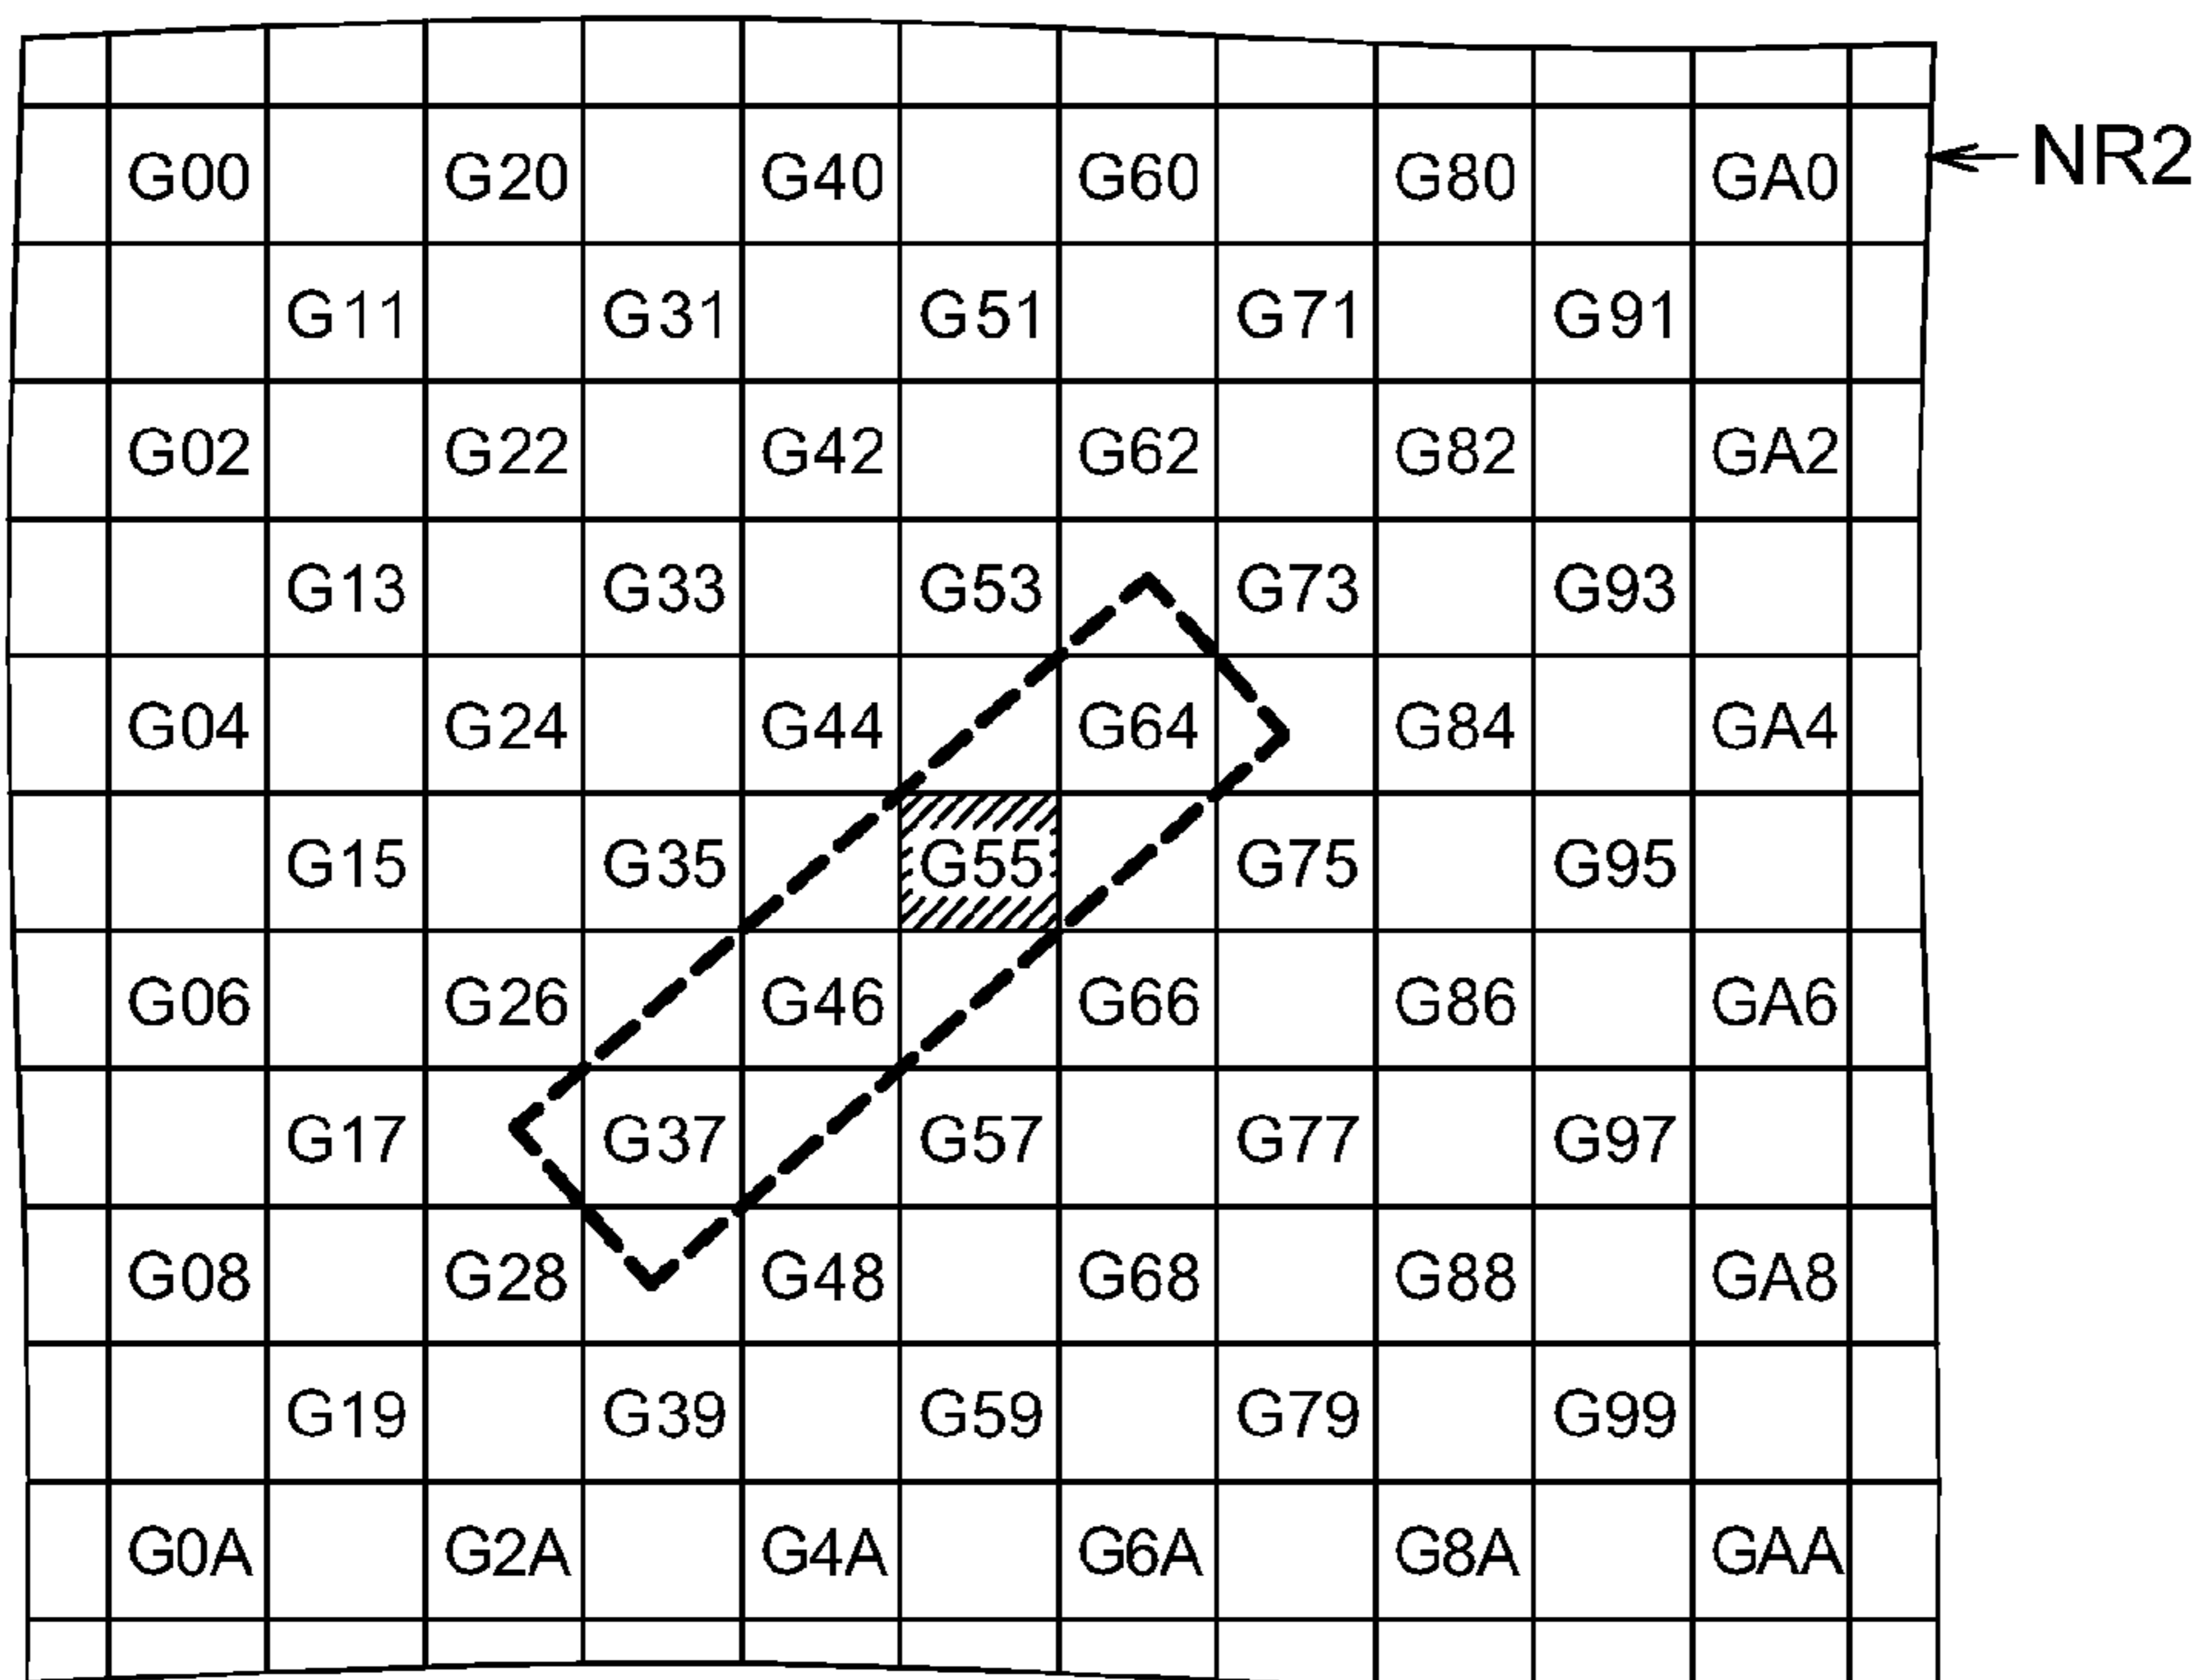 G00 G20 G40 G60 G80 GA0 NR2
G11 G31 G51 G71 G91
G02 G22 G42 G62 G82 GA2
G13 G33 G53 G73 G93
G04 G24 G44 G64 G84 GA4
G15 G35 G55 G75 G95
G06 G26 G46 G66 G86 GA6
G17 G37 G57 G77 G97
G08 G28 G48 G68 G88 GA8
G19 G39 G59 G79 G99
G0A G2A G4A G6A G8A GAA